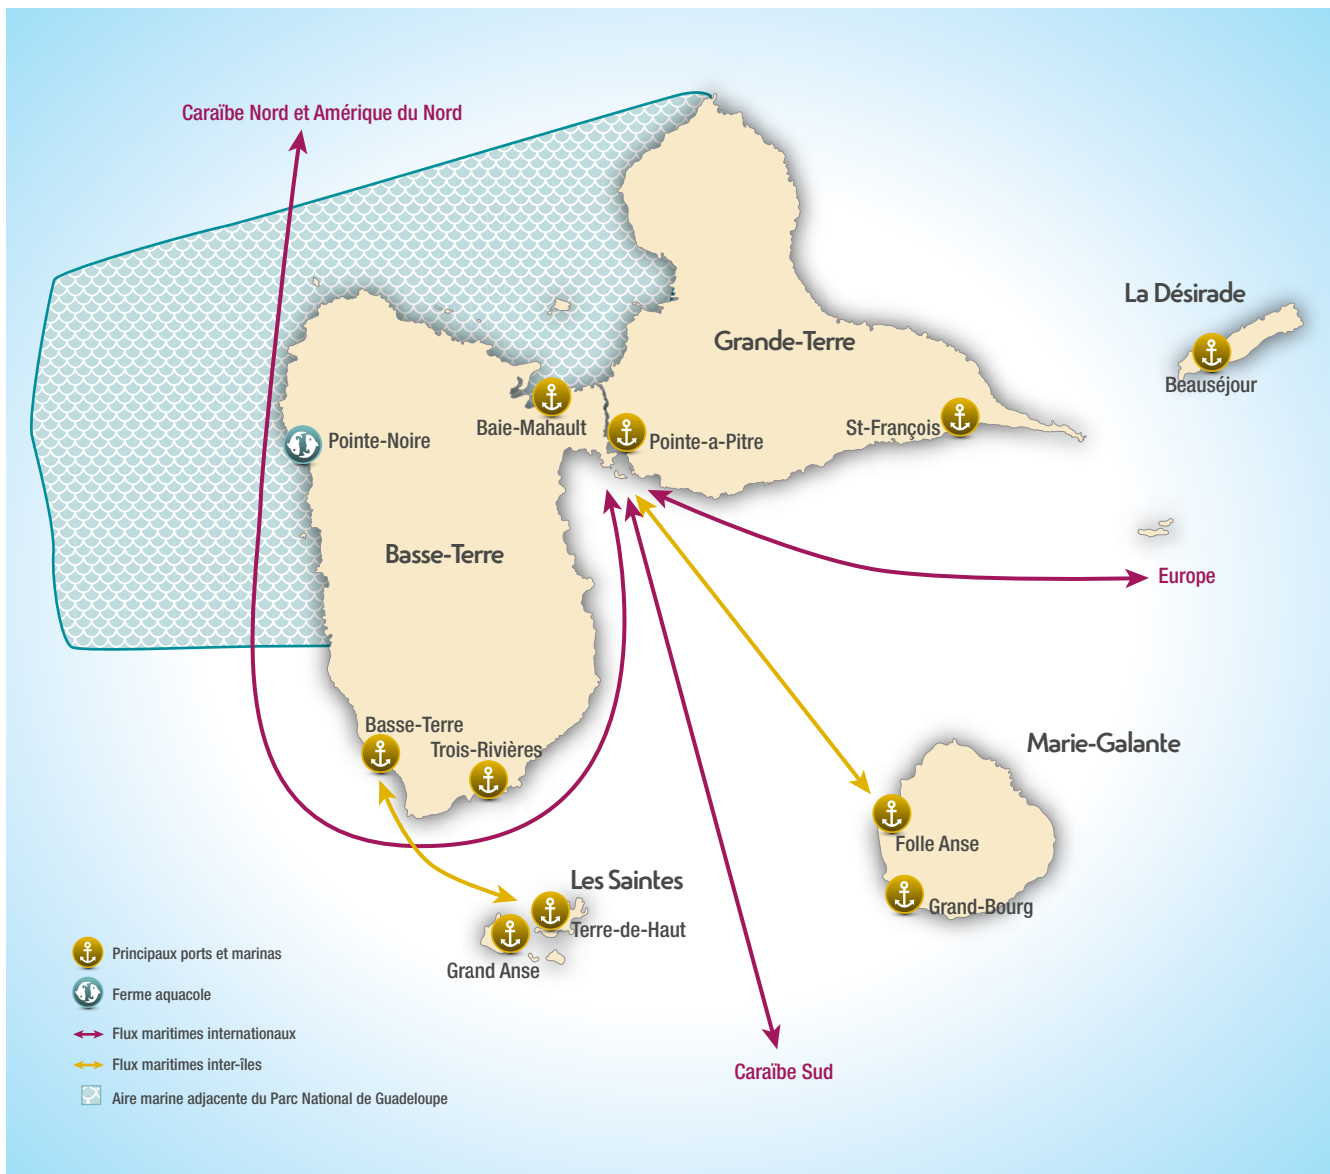 Caraïbe Nord et Amérique du Nord
La Désirade
Grande-Terre
Beauséjour
Baie-Mahault
St-François
Pointe-Noire
Pointe-a-Pitre
Basse-Terre
Europe
Basse-Terre
Trois-Rivières
Marie-Galante
Folle Anse
Les Saintes
Grand-Bourg
Terre-de-Haut
Grand Anse
Caraïbe Sud
Principaux ports et marinas
Ferme aquacole
Flux maritimes internationaux
Flux maritimes inter-îles
Aire marine adjacente du Parc National de Guadeloupe